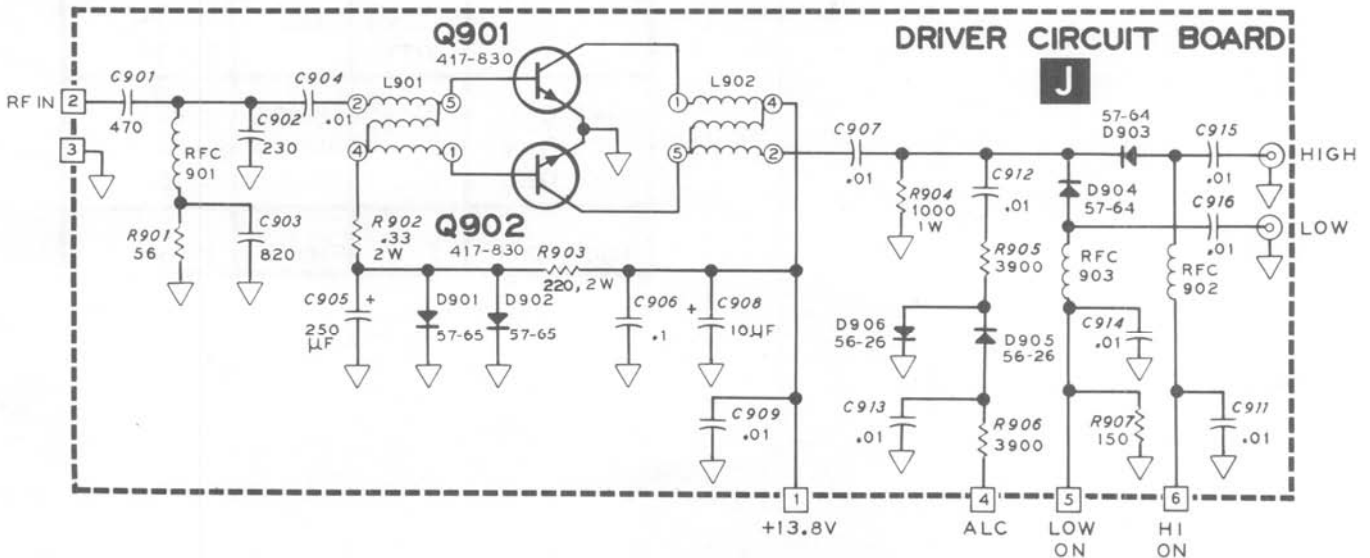 DRIVER CIRCUIT BOARD
J
Q901
417-830
C901
470
C904
.01
L901
2
5
4
1
L902
1
4
5
2
RF IN
2
3
C902
230
RFC
901
C903
820
R901
56
Q902
417-830
R902
.33
2W
R903
220, 2W
C905
+
250
µF
D901
57-65
D902
57-65
C906
.1
C908
+
10µF
C909
.01
C907
.01
R904
1000
1W
C912
.01
R905
3900
57-64
D903
D904
57-64
C915
.01
HIGH
C916
.01
LOW
RFC
903
RFC
902
D906
56-26
D905
56-26
C914
.01
C913
.01
R906
3900
R907
150
C911
.01
1
+13.8V
4
ALC
5
LOW
ON
6
HI
ON